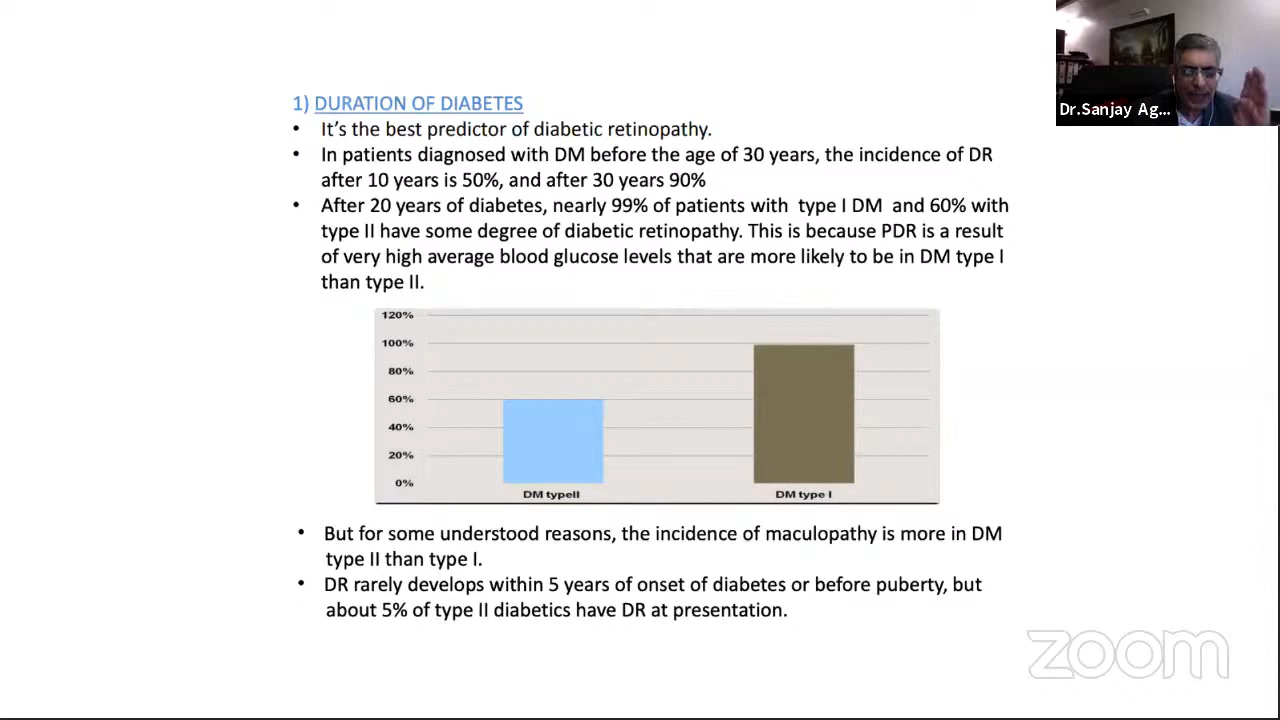 1) DURATION OF DIABETES
• It's the best predictor of diabetic retinopathy.
• In patients diagnosed with DM before the age of 30 years, the incidence of DR
after 10 years is 50%, and after 30 years 90%
• After 20 years of diabetes, nearly 99% of patients with type I DM and 60% with
type II have some degree of diabetic retinopathy. This is because PDR is a result
of very high average blood glucose levels that are more likely to be in DM type I
than type II.
120%
100%
80%
60%
40%
20%
0%
DM typeII DM type I
• But for some understood reasons, the incidence of maculopathy is more in DM
type II than type I.
• DR rarely develops within 5 years of onset of diabetes or before puberty, but
about 5% of type II diabetics have DR at presentation.
Dr.Sanjay Ag...
zoom